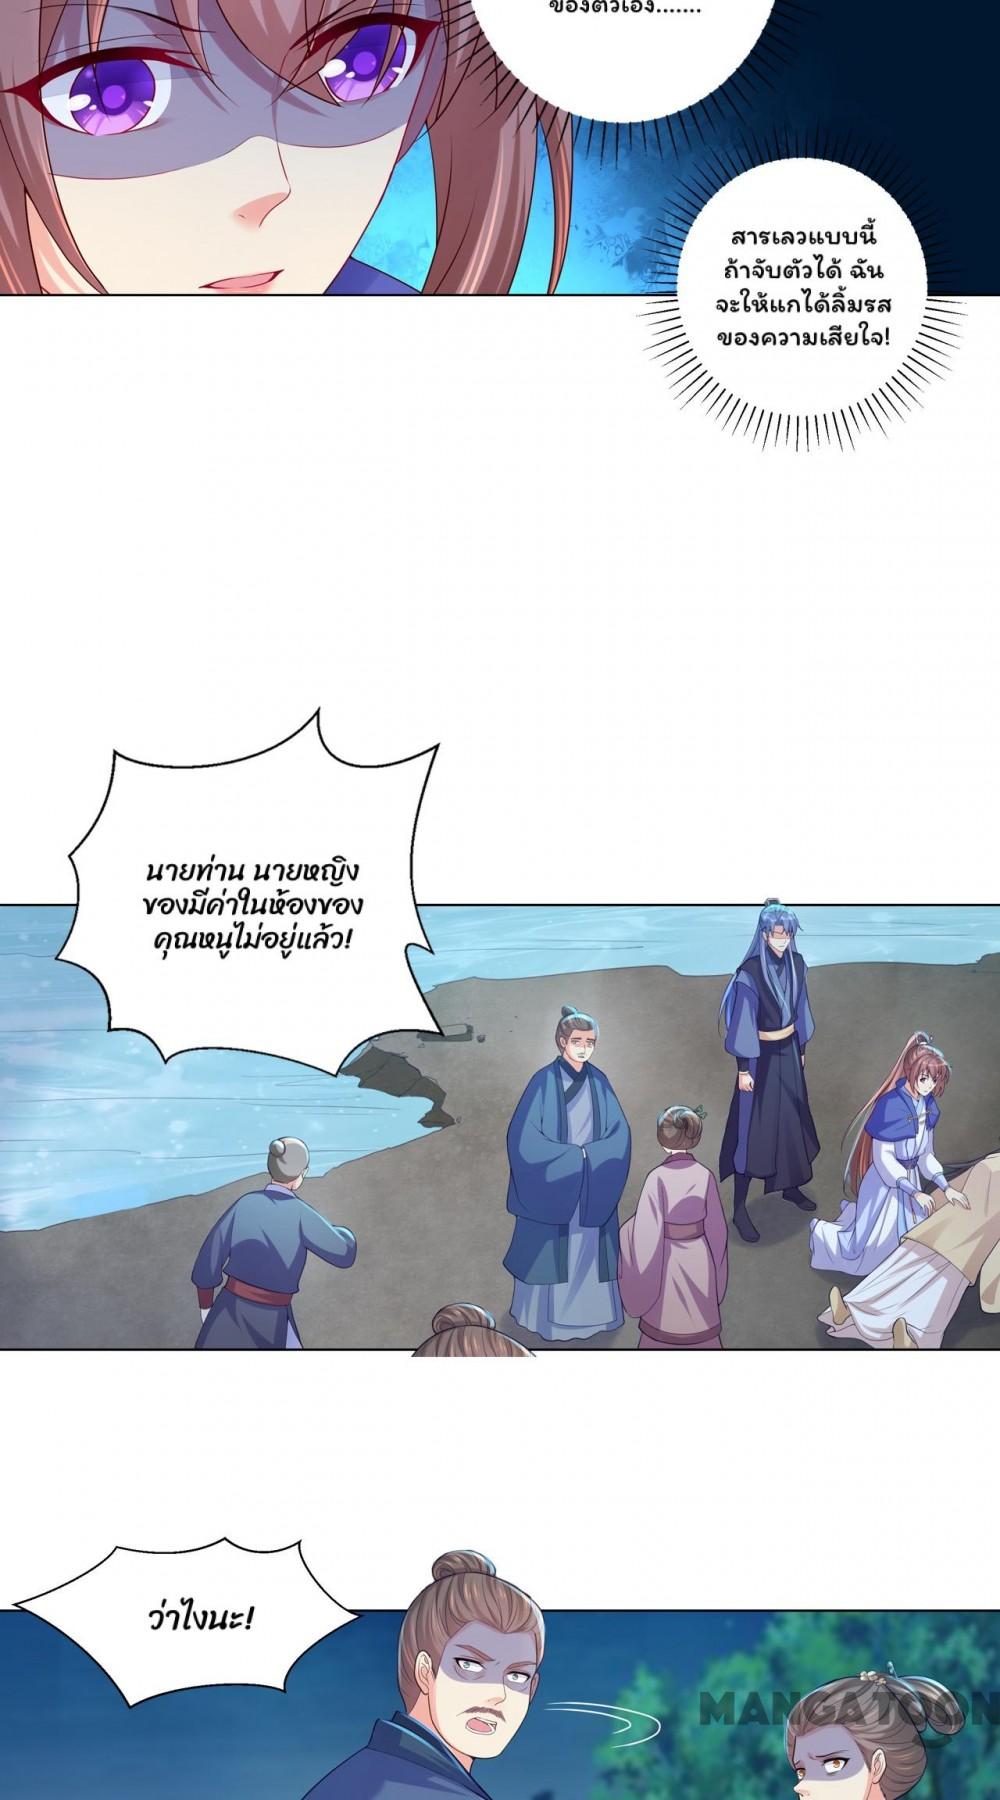 ของตัวเอง.......
สารเลวแบบนี้
ถ้าจับตัวได้ ฉัน
จะให้แกได้ลิ้มรส
ของความเสียใจ!
นายท่าน นายหญิง
ของมีค่าในห้องของ
คุณหนูไม่อยู่แล้ว!
ว่าไงนะ!
MANGATOON